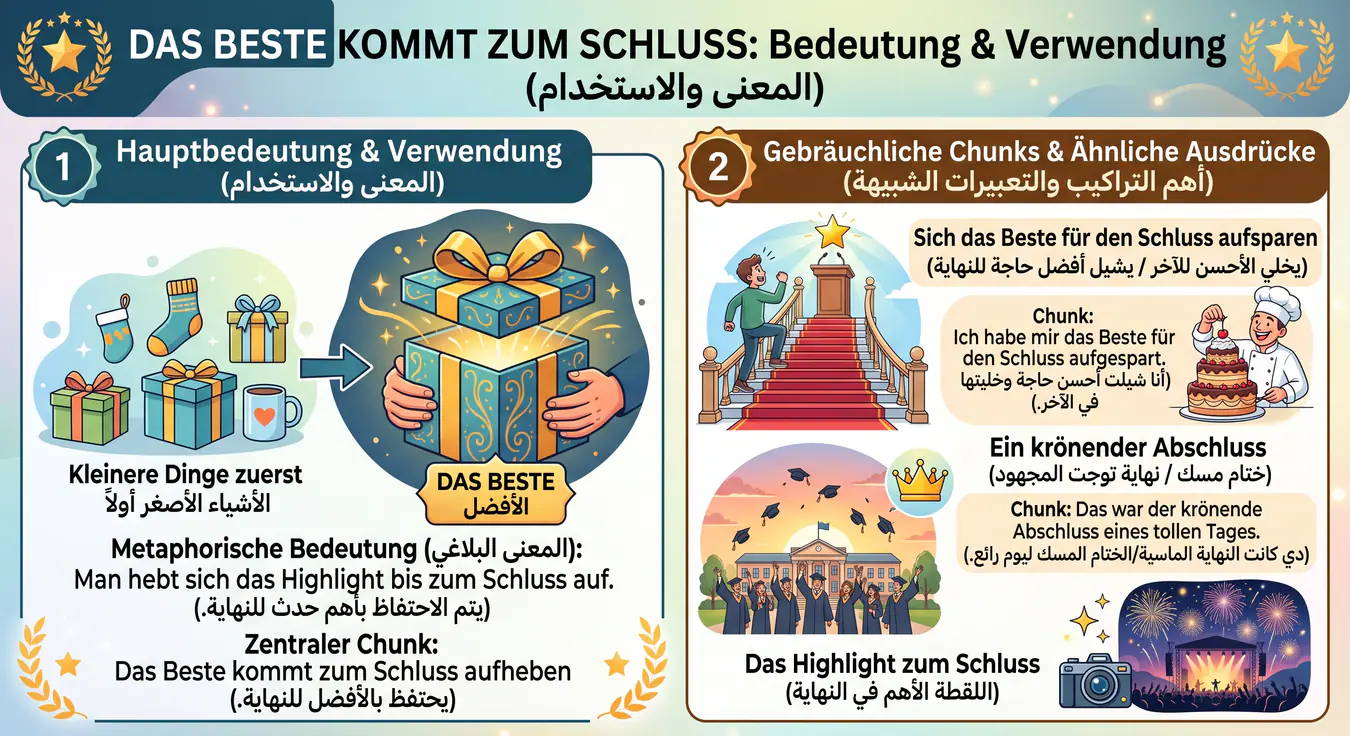 DAS BESTE KOMMT ZUM SCHLUSS: Bedeutung & Verwendung
(المعنى والاستخدام)
1
Hauptbedeutung & Verwendung
(المعنى والاستخدام)
Kleinere Dinge zuerst
الأشياء الأصغر أولاً
DAS BESTE
الأفضل
Metaphorische Bedeutung (المعنى البلاغي):
Man hebt sich das Highlight bis zum Schluss auf.
(يتم الاحتفاظ بأهم حدث للنهاية.)
Zentraler Chunk:
Das Beste kommt zum Schluss aufheben
(يحتفظ بالأفضل للنهاية.)
2
Gebräuchliche Chunks & Ähnliche Ausdrücke
(أهم التراكيب والتعبيرات الشبيهة)
Sich das Beste für den Schluss aufsparen
(يخلي الأحسن للآخر / يشيل أفضل حاجة للنهاية)
Chunk:
Ich habe mir das Beste für
den Schluss aufgespart.
(أنا شيلت أحسن حاجة وخليتها
في الآخر.)
Ein krönender Abschluss
(ختام مسك / نهاية توجت المجهود)
Chunk: Das war der krönende
Abschluss eines tollen Tages.
(دي كانت النهاية الماسية/الختام المسك ليوم رائع.)
Das Highlight zum Schluss
(اللقطة الأهم في النهاية)